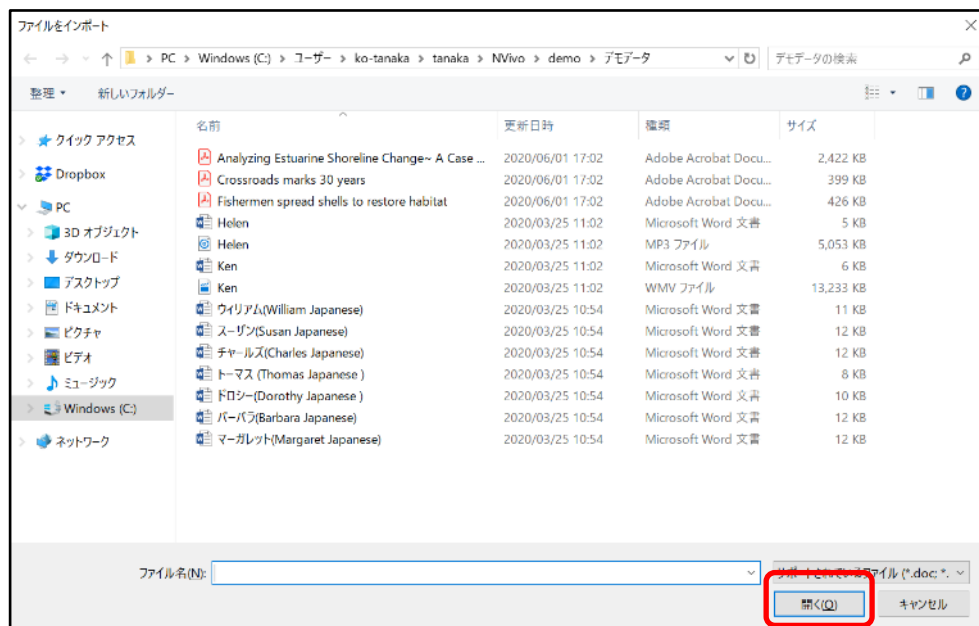 ファイルをインポート
PC > Windows (C:) > ユーザー > ko-tanaka > tanaka > NVivo > demo > デモデータ
デモデータの検索
整理 新しいフォルダー
名前 更新日時 種類 サイズ
クイック アクセス
Dropbox
PC
3D オブジェクト
ダウンロード
デスクトップ
ドキュメント
ピクチャ
ビデオ
ミュージック
Windows (C:)
ネットワーク
Analyzing Estuarine Shoreline Change~ A Case ... 2020/06/01 17:02 Adobe Acrobat Docu... 2,422 KB
Crossroads marks 30 years 2020/06/01 17:02 Adobe Acrobat Docu... 399 KB
Fishermen spread shells to restore habitat 2020/06/01 17:02 Adobe Acrobat Docu... 426 KB
Helen 2020/03/25 11:02 Microsoft Word 文書 5 KB
Helen 2020/03/25 11:02 MP3 ファイル 5,053 KB
Ken 2020/03/25 11:02 Microsoft Word 文書 6 KB
Ken 2020/03/25 11:02 WMV ファイル 13,233 KB
ウィリアム(William Japanese) 2020/03/25 10:54 Microsoft Word 文書 11 KB
スーザン(Susan Japanese) 2020/03/25 10:54 Microsoft Word 文書 12 KB
チャールズ(Charles Japanese) 2020/03/25 10:54 Microsoft Word 文書 12 KB
トーマス (Thomas Japanese ) 2020/03/25 10:54 Microsoft Word 文書 8 KB
ドロシー(Dorothy Japanese ) 2020/03/25 10:54 Microsoft Word 文書 10 KB
バーバラ(Barbara Japanese) 2020/03/25 10:54 Microsoft Word 文書 12 KB
マーガレット(Margaret Japanese) 2020/03/25 10:54 Microsoft Word 文書 12 KB
ファイル名(N):
サポートされているファイル (*.doc; *.
開く(O) キャンセル